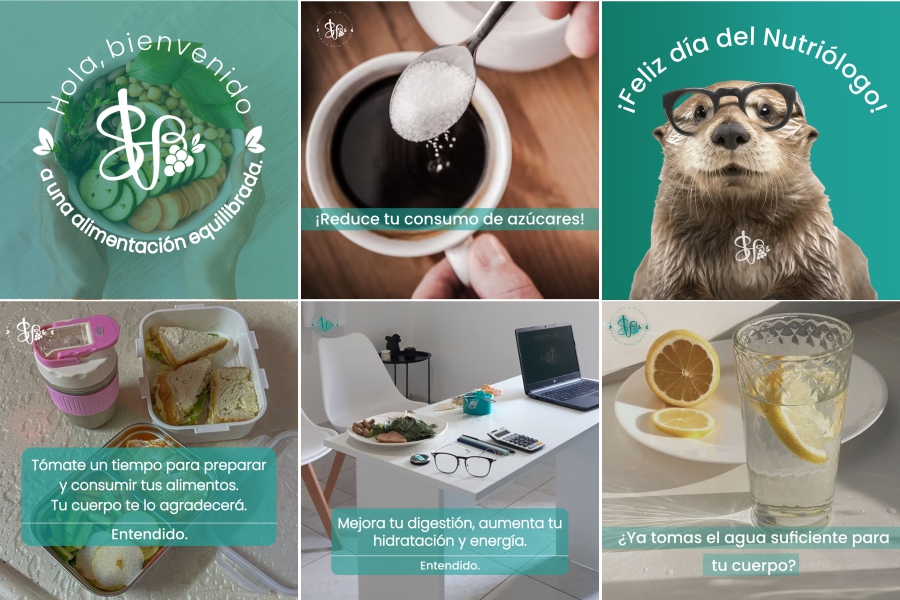 Hola, bienvenido
a una alimentación equilibrada.
¡Reduce tu consumo de azúcares!
¡Feliz día del Nutriólogo!
Tómate un tiempo para preparar
y consumir tus alimentos.
Tu cuerpo te lo agradecerá.
Entendido.
Mejora tu digestión, aumenta tu
hidratación y energía.
Entendido.
¿Ya tomas el agua suficiente para
tu cuerpo?